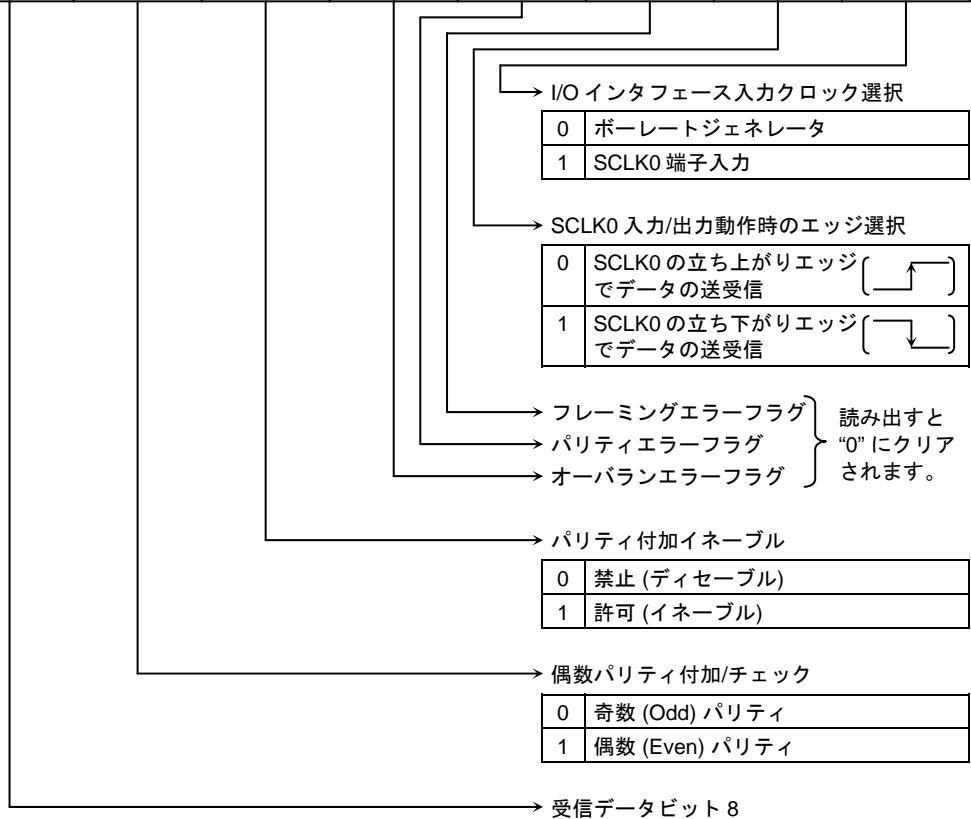 I/O インタフェース入力クロック選択
0 ボーレートジェネレータ
1 SCLK0 端子入力
SCLK0 入力/出力動作時のエッジ選択
0 SCLK0 の立ち上がりエッジ
でデータの送受信
1 SCLK0 の立ち下がりエッジ
でデータの送受信
フレーミングエラーフラグ
パリティエラーフラグ
オーバランエラーフラグ
読み出すと
“0” にクリア
されます。
パリティ付加イネーブル
0 禁止 (ディセーブル)
1 許可 (イネーブル)
偶数パリティ付加/チェック
0 奇数 (Odd) パリティ
1 偶数 (Even) パリティ
受信データビット 8